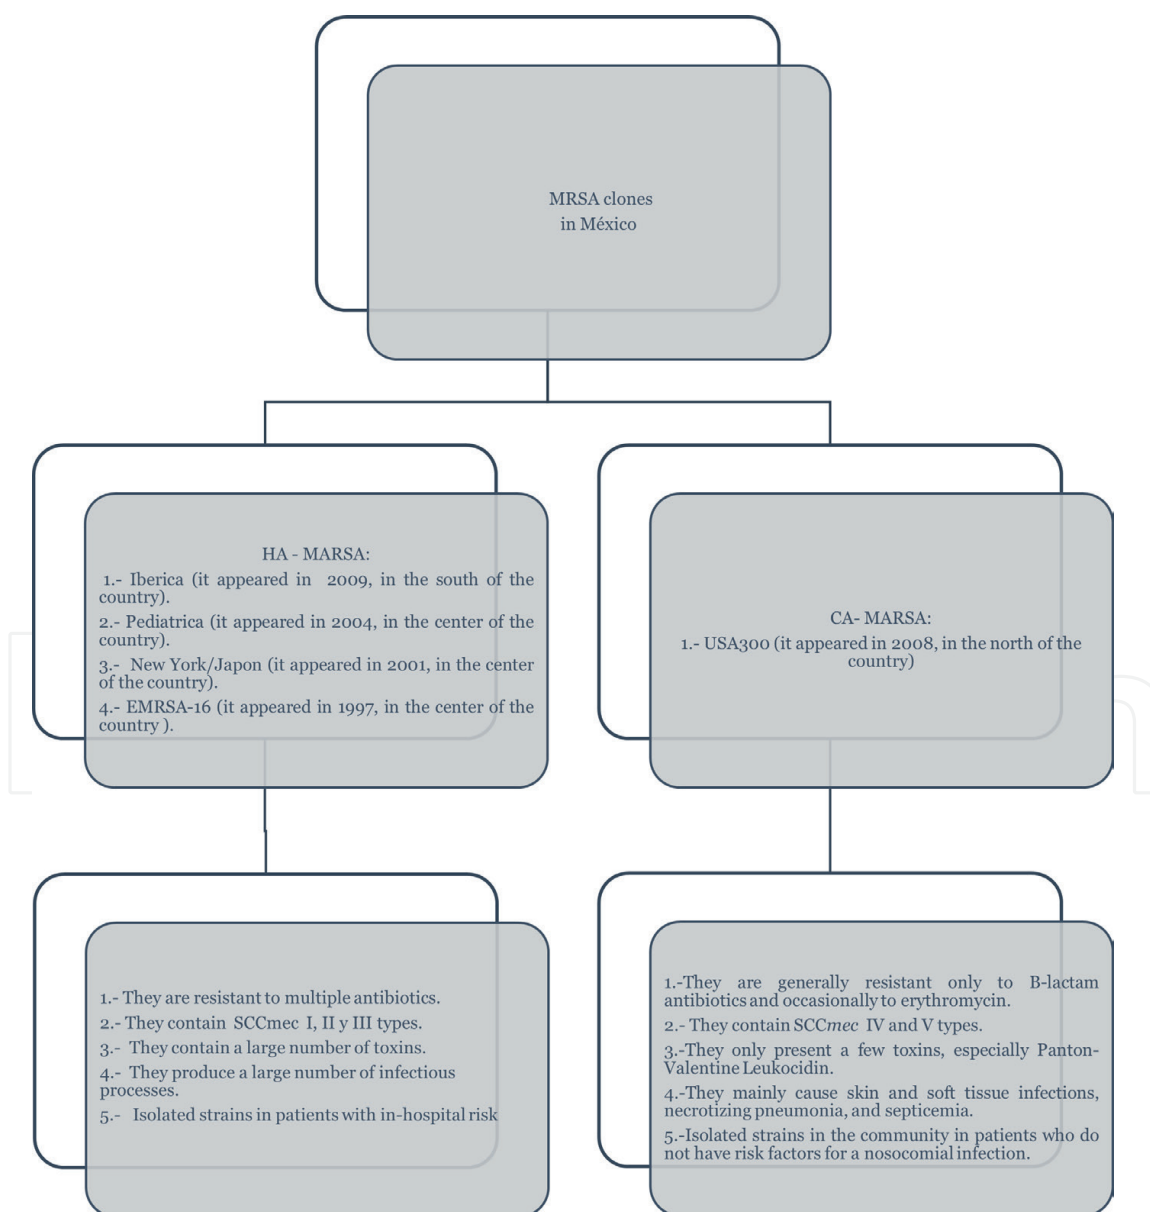 MRSA clones
in México
HA - MARSA:
1.- Iberica (it appeared in 2009, in the south of the
country).
2.- Pediatrica (it appeared in 2004, in the center of the
country).
3.- New York/Japon (it appeared in 2001, in the center
of the country).
4.- EMRSA-16 (it appeared in 1997, in the center of the
country ).
CA- MARSA:
1.- USA300 (it appeared in 2008, in the north of the
country)
1.- They are resistant to multiple antibiotics.
2.- They contain SCCmec I, II y III types.
3.- They contain a large number of toxins.
4.- They produce a large number of infectious
processes.
5.- Isolated strains in patients with in-hospital risk
1.-They are generally resistant only to B-lactam
antibiotics and occasionally to erythromycin.
2.- They contain SCCmec IV and V types.
3.-They only present a few toxins, especially Panton-
Valentine Leukocidin.
4.-They mainly cause skin and soft tissue infections,
necrotizing pneumonia, and septicemia.
5.-Isolated strains in the community in patients who do
not have risk factors for a nosocomial infection.